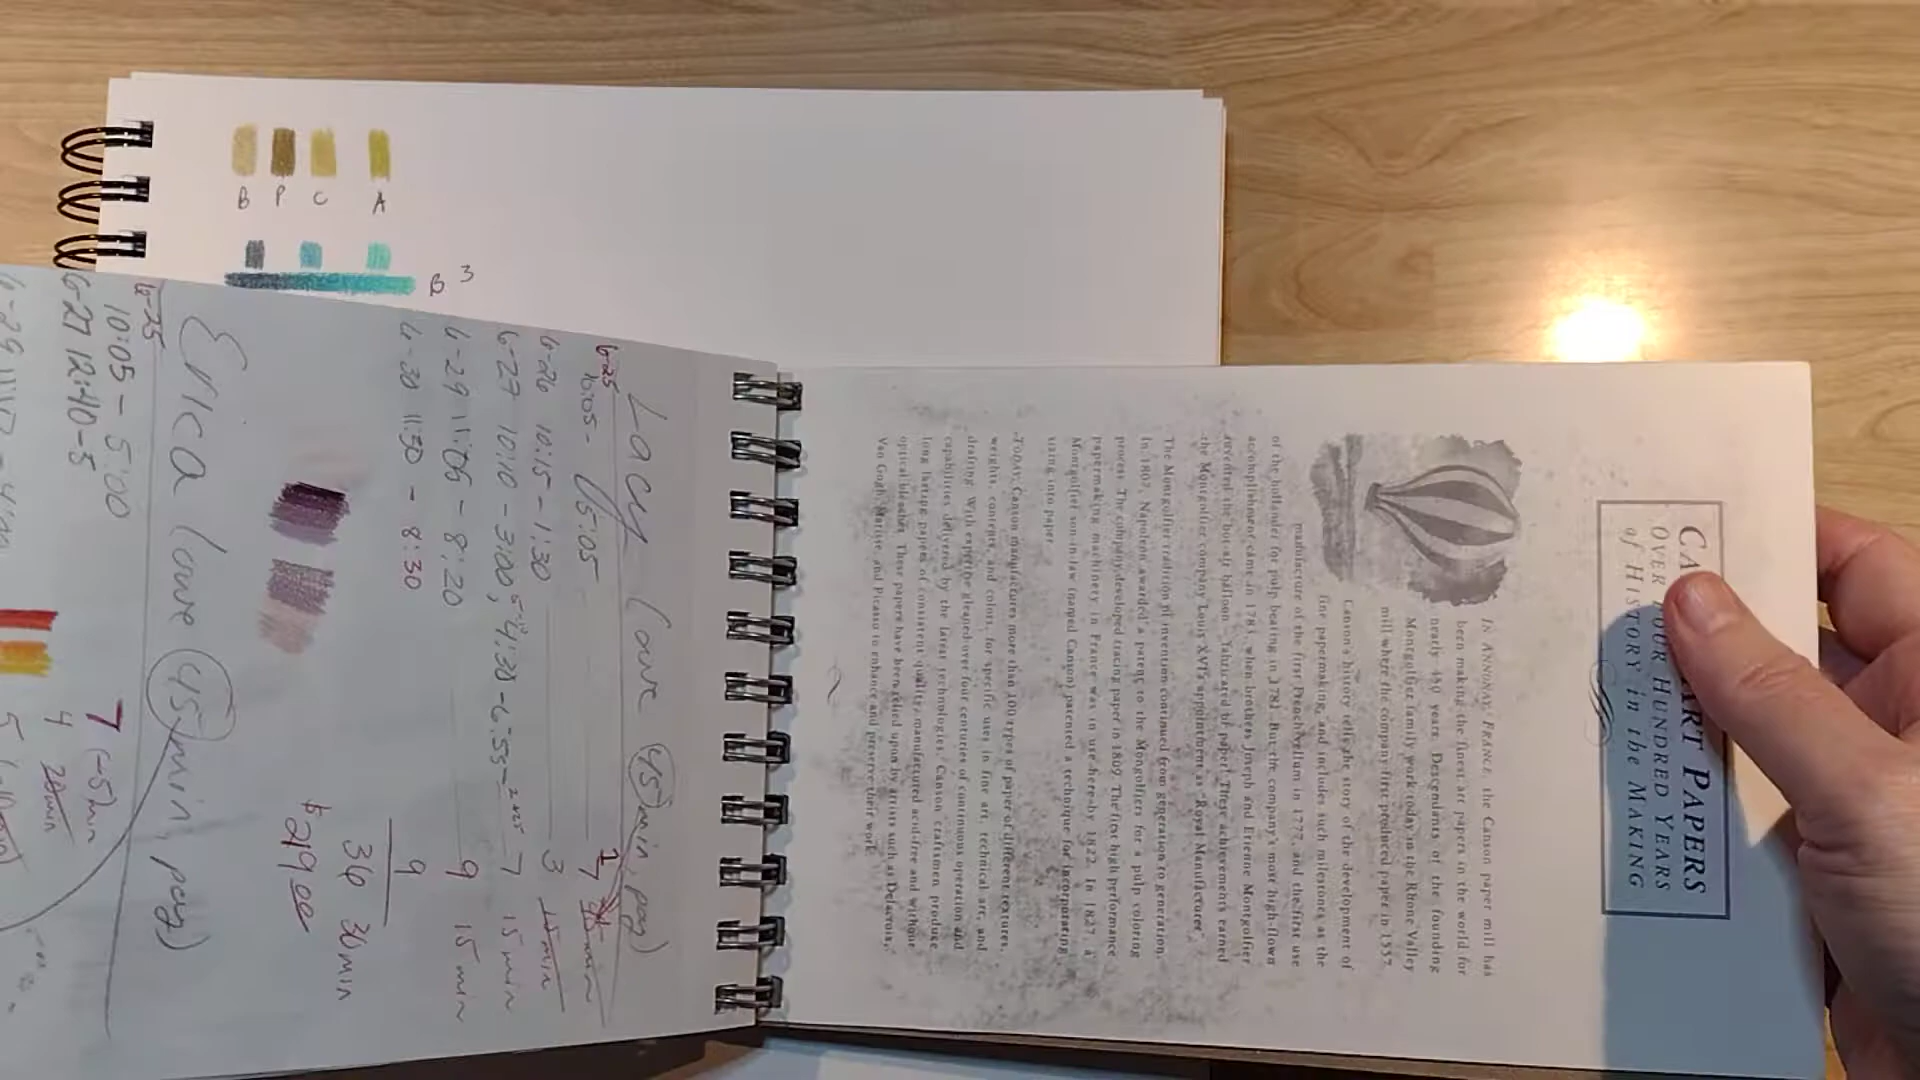 B P C A
B 3
Lacy love (45 min, pay)
6-25
10:05 - 5:05
6-26 10:15 - 1:30 3 15 min
6-27 10:10 - 3:00, 4:30 - 6:55 - 7 15 min
6-29 11:06 - 8:20 9 15 min
6-30 11:30 - 8:30 9
36 30 min
$219.00
Erica love (45 min, pay)
6-25
10:05 - 5:00 7 (-5 min
6-27 12:40 - 5 4 20 min
6-29
OVER FOUR HUNDRED YEARS
of HISTORY in the MAKING
IN ANNONAY, FRANCE, the Canson paper mill has
been making the finest art papers in the world for
nearly 450 years. Descendants of the founding
Montgolfier family work today in the Rhone Valley
mill where the company first produced paper in 1557.
Canson's history tells the story of the development of
fine papermaking, and includes such milestones as the
manufacture of the first French vellum in 1777, and the first use
of the hollander for pulp beating in 1781. But the company's most high-flown
accomplishment came in 1783, when brothers Joseph and Etienne Montgolfier
invented the hot-air balloon – fabricated of paper! These achievements earned
the Montgolfier company Louis XVI's appointment as "Royal Manufacture".
The Montgolfier tradition of invention continued from generation to generation.
In 1807, Napoleon awarded a patent to the Mongolfiers for a pulp coloring
process. The company developed tracing paper in 1809. The first high performance
papermaking machinery in France was in use here by 1822. In 1827, a
Montgolfier son-in-law (named Canson) patented a technique for incorporating
sizing into paper.
TODAY, Canson manufactures more than 100 types of paper of different textures,
weights, contents, and colors, for specific uses in fine art, technical art, and
drafting. With expertise gleaned over four centuries of continuous operation and
capabilities delivered by the latest technologies, Canson craftsmen produce
long lasting papers of consistent quality, manufactured acid-free and without
optical bleaches. These papers have been relied upon by artists such as Delacroix,
Van Gogh, Matisse, and Picasso to enhance and preserve their work.